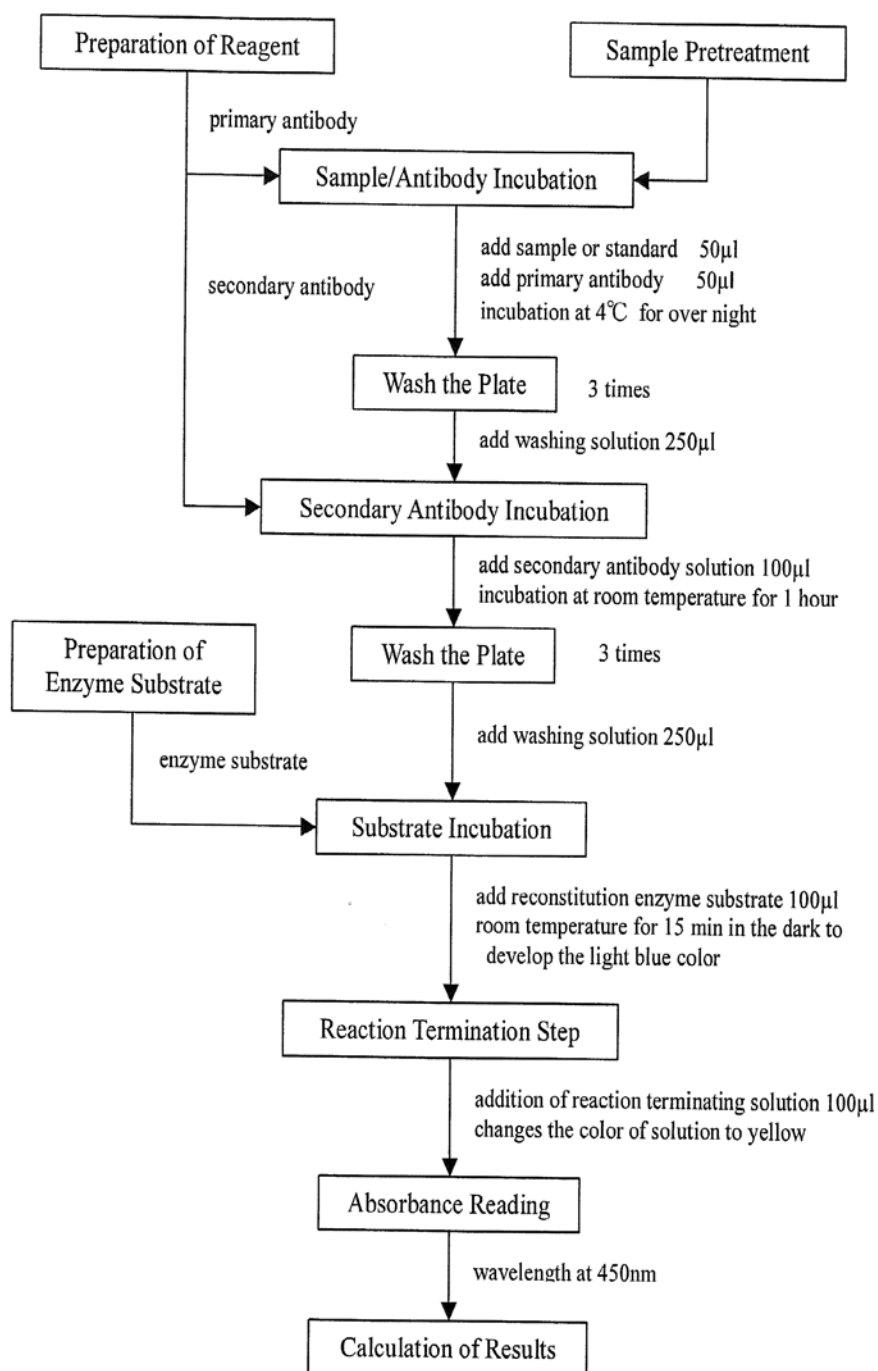 Preparation of Reagent
Sample Pretreatment
primary antibody
Sample/Antibody Incubation
add sample or standard 50μl
add primary antibody 50μl
incubation at 4℃ for over night
secondary antibody
Wash the Plate
3 times
add washing solution 250μl
Secondary Antibody Incubation
add secondary antibody solution 100μl
incubation at room temperature for 1 hour
Preparation of
Enzyme Substrate
Wash the Plate
3 times
add washing solution 250μl
enzyme substrate
Substrate Incubation
add reconstitution enzyme substrate 100μl
room temperature for 15 min in the dark to
develop the light blue color
Reaction Termination Step
addition of reaction terminating solution 100μl
changes the color of solution to yellow
Absorbance Reading
wavelength at 450nm
Calculation of Results